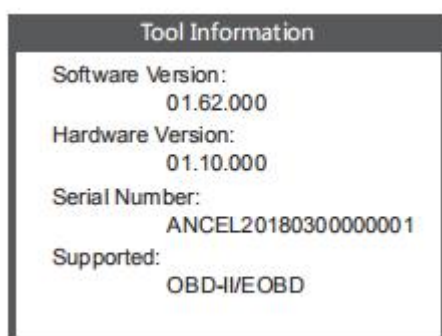 Tool Information
Software Version:
01.62.000
Hardware Version:
01.10.000
Serial Number:
ANCEL20180300000001
Supported:
OBD-II/EOBD